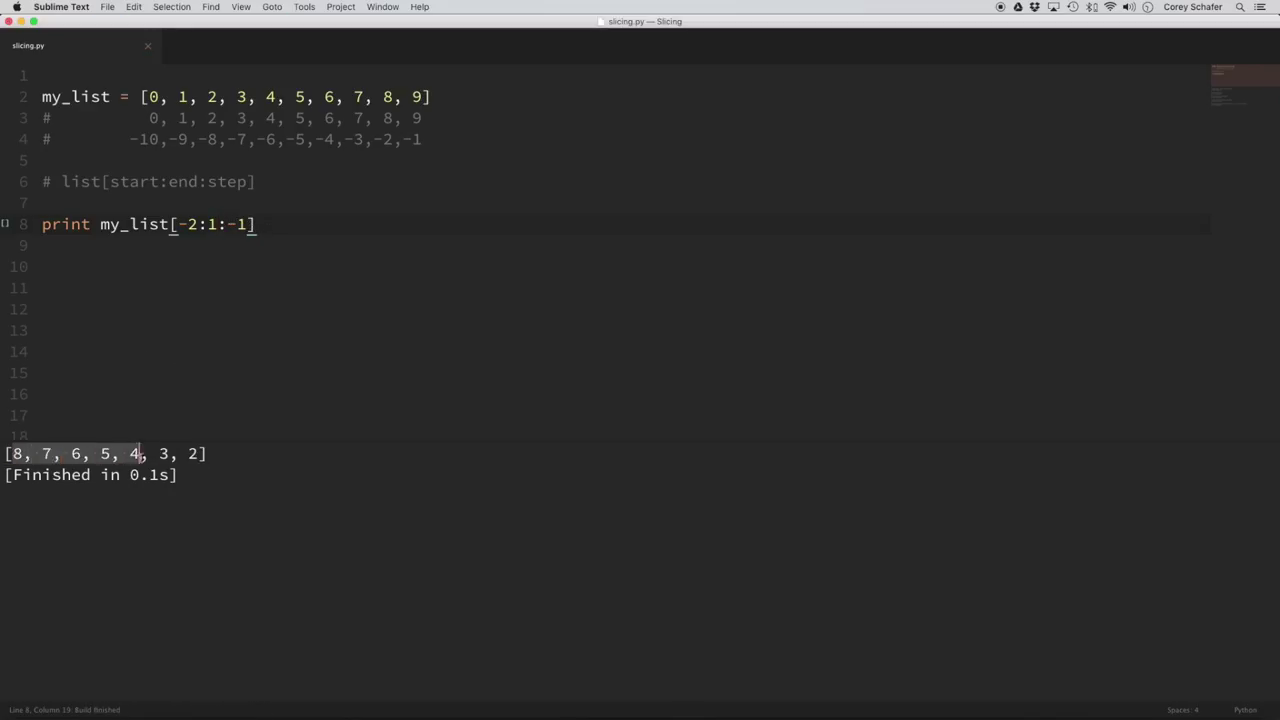 Sublime Text File Edit Selection Find View Goto Tools Project Window Help Corey Schafer
slicing.py — Slicing
slicing.py
1
2 my_list = [0, 1, 2, 3, 4, 5, 6, 7, 8, 9]
3 # 0, 1, 2, 3, 4, 5, 6, 7, 8, 9
4 # -10,-9,-8,-7,-6,-5,-4,-3,-2,-1
5
6 # list[start:end:step]
7
8 print my_list[-2:1:-1]
9
10
11
12
13
14
15
16
17
18
[8, 7, 6, 5, 4, 3, 2]
[Finished in 0.1s]
Line 8, Column 19; Build finished Spaces: 4 Python